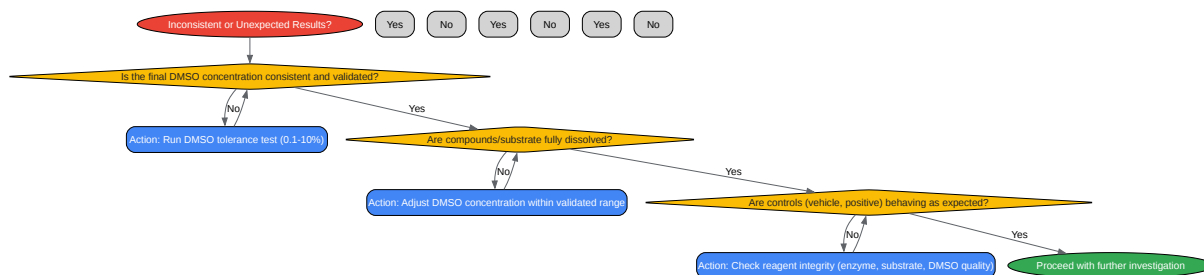 Inconsistent or Unexpected Results?
Yes
No
Yes
No
Yes
No
Is the final DMSO concentration consistent and validated?
No
Yes
Action: Run DMSO tolerance test (0.1-10%)
Are compounds/substrate fully dissolved?
No
Yes
Action: Adjust DMSO concentration within validated range
Are controls (vehicle, positive) behaving as expected?
No
Yes
Action: Check reagent integrity (enzyme, substrate, DMSO quality)
Proceed with further investigation